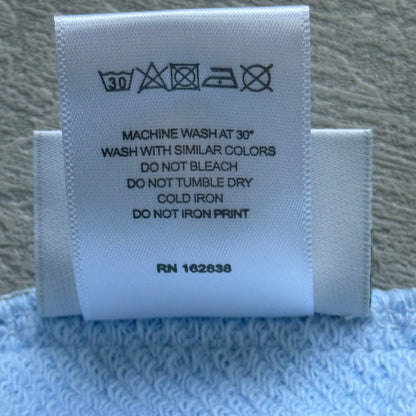 30
MACHINE WASH AT 30°
WASH WITH SIMILAR COLORS
DO NOT BLEACH
DO NOT TUMBLE DRY
COLD IRON
DO NOT IRON PRINT
RN 162838